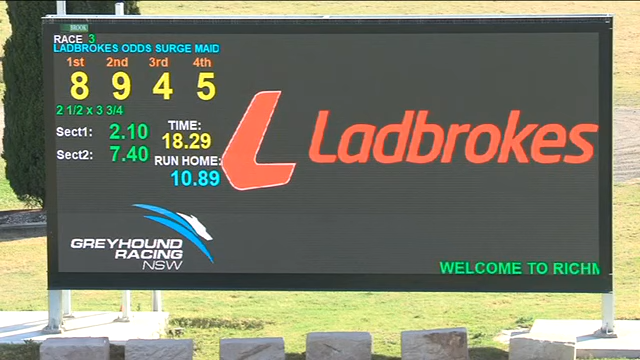 RACE 3
LADBROKES ODDS SURGE MAID
1st 2nd 3rd 4th
8 9 4 5
2 1/2 x 3 3/4
Sect1: 2.10
Sect2: 7.40
TIME:
18.29
RUN HOME:
10.89
Ladbrokes
GREYHOUND
RACING
NSW
WELCOME TO RICHM